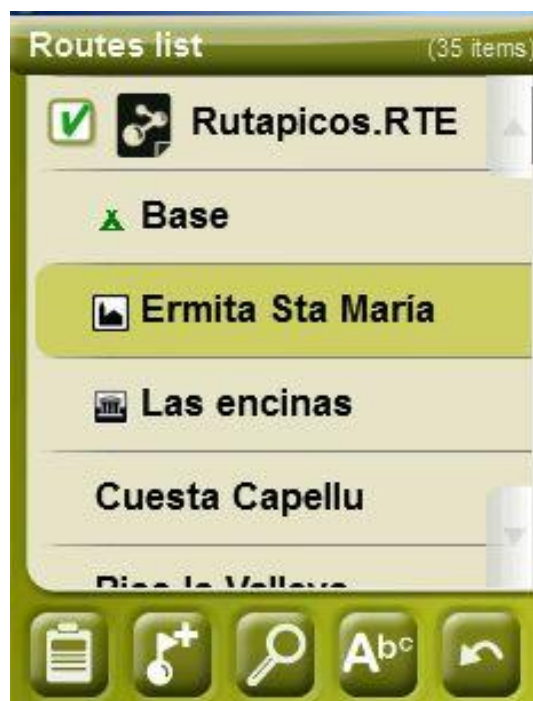 Routes list (35 items)
Rutapicos.RTE
Base
Ermita Sta María
Las encinas
Cuesta Capellu
Abc